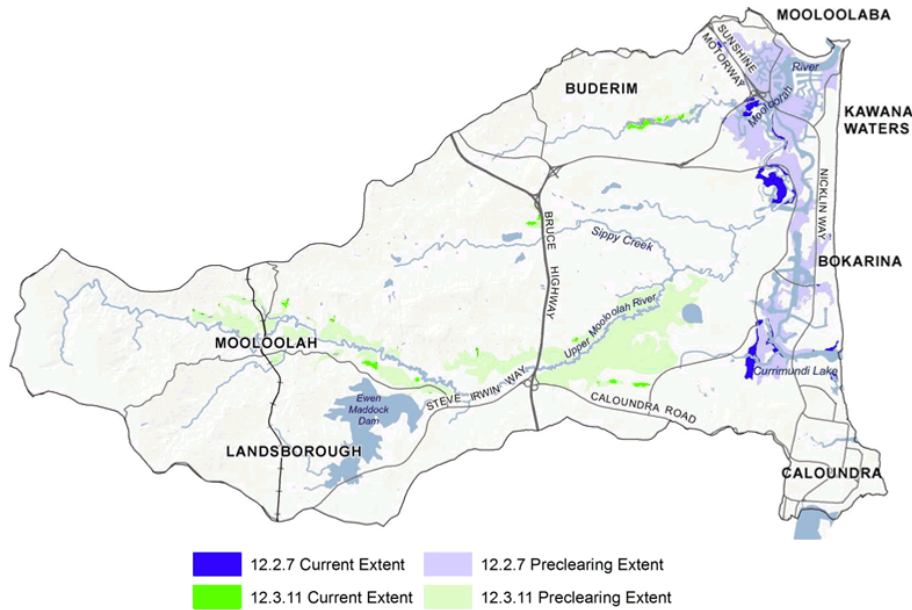 MOOLOOLABA
SUNSHINE
MOTORWAY
River
Mooloolah
BUDERIM
KAWANA
WATERS
NICKLIN WAY
BRUCE
HIGHWAY
Sippy Creek
BOKARINA
Upper Mooloolah River
MOOLOOLAH
Currimundi Lake
STEVE IRWIN WAY
Ewen
Maddock
Dam
CALOUNDRA ROAD
LANDSBOROUGH
CALOUNDRA
12.2.7 Current Extent
12.2.7 Preclearing Extent
12.3.11 Current Extent
12.3.11 Preclearing Extent